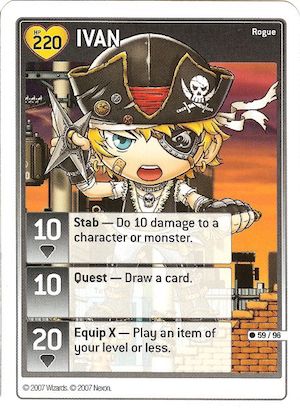 HP
220
IVAN
Rogue
10
Stab — Do 10 damage to a
character or monster.
10
Quest — Draw a card.
20
Equip X — Play an item of
your level or less.
59 / 96
© 2007 Wizards. © 2007 Nexon.